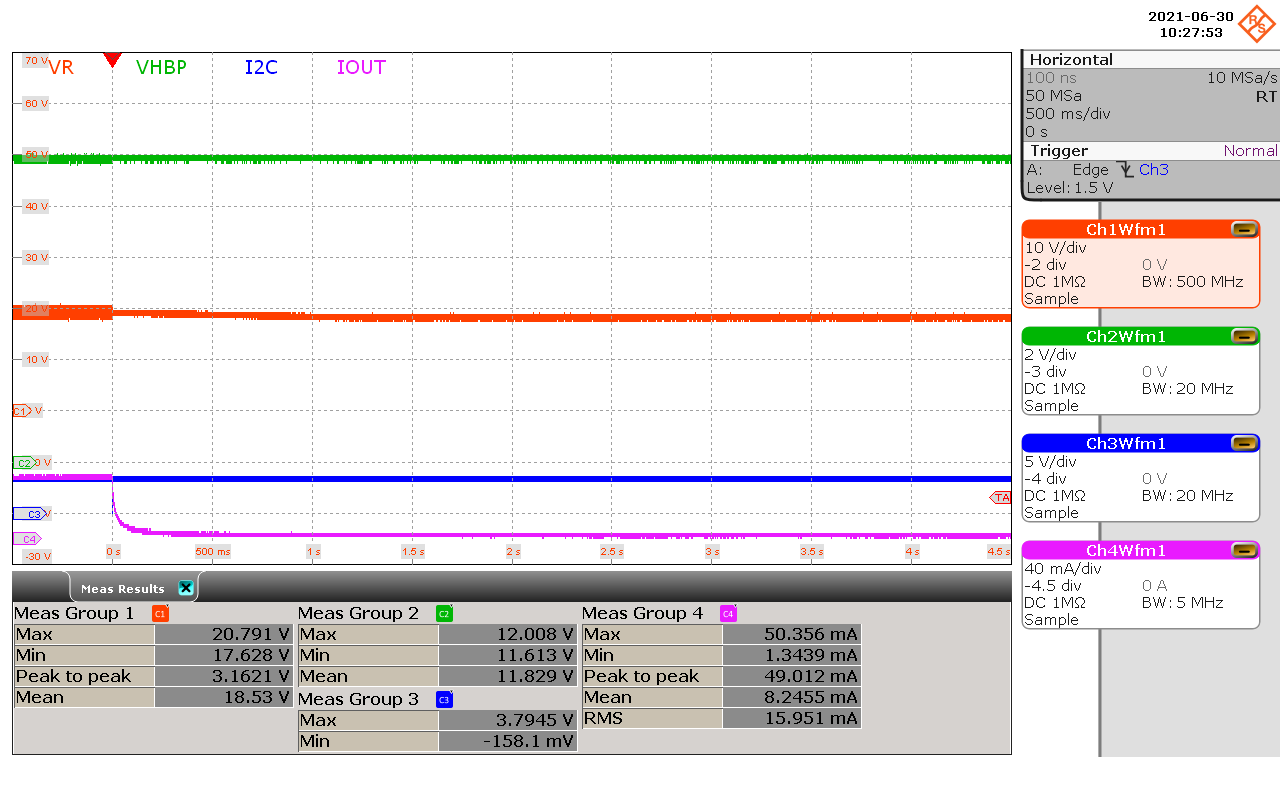 2021-06-30
10:27:53
R S
70 V VR VHBP I2C IOUT
60 V
50 V
40 V
30 V
20 V
10 V
C1 V
C2 0 V
C3 V
TA
C4
-30 V 0 s 500 ms 1 s 1.5 s 2 s 2.5 s 3 s 3.5 s 4 s 4.5 s
Horizontal
100 ns 10 MSa/s
50 MSa RT
500 ms/div
0 s
Trigger Normal
A: Edge Ch3
Level: 1.5 V
Ch1Wfm1
10 V/div
-2 div 0 V
DC 1MΩ BW: 500 MHz
Sample
Ch2Wfm1
2 V/div
-3 div 0 V
DC 1MΩ BW: 20 MHz
Sample
Ch3Wfm1
5 V/div
-4 div 0 V
DC 1MΩ BW: 20 MHz
Sample
Ch4Wfm1
40 mA/div
-4.5 div 0 A
DC 1MΩ BW: 5 MHz
Sample
Meas Results
Meas Group 1 C1
Max 20.791 V
Min 17.628 V
Peak to peak 3.1621 V
Mean 18.53 V
Meas Group 2 C2
Max 12.008 V
Min 11.613 V
Mean 11.829 V
Meas Group 3 C3
Max 3.7945 V
Min -158.1 mV
Meas Group 4 C4
Max 50.356 mA
Min 1.3439 mA
Peak to peak 49.012 mA
Mean 8.2455 mA
RMS 15.951 mA